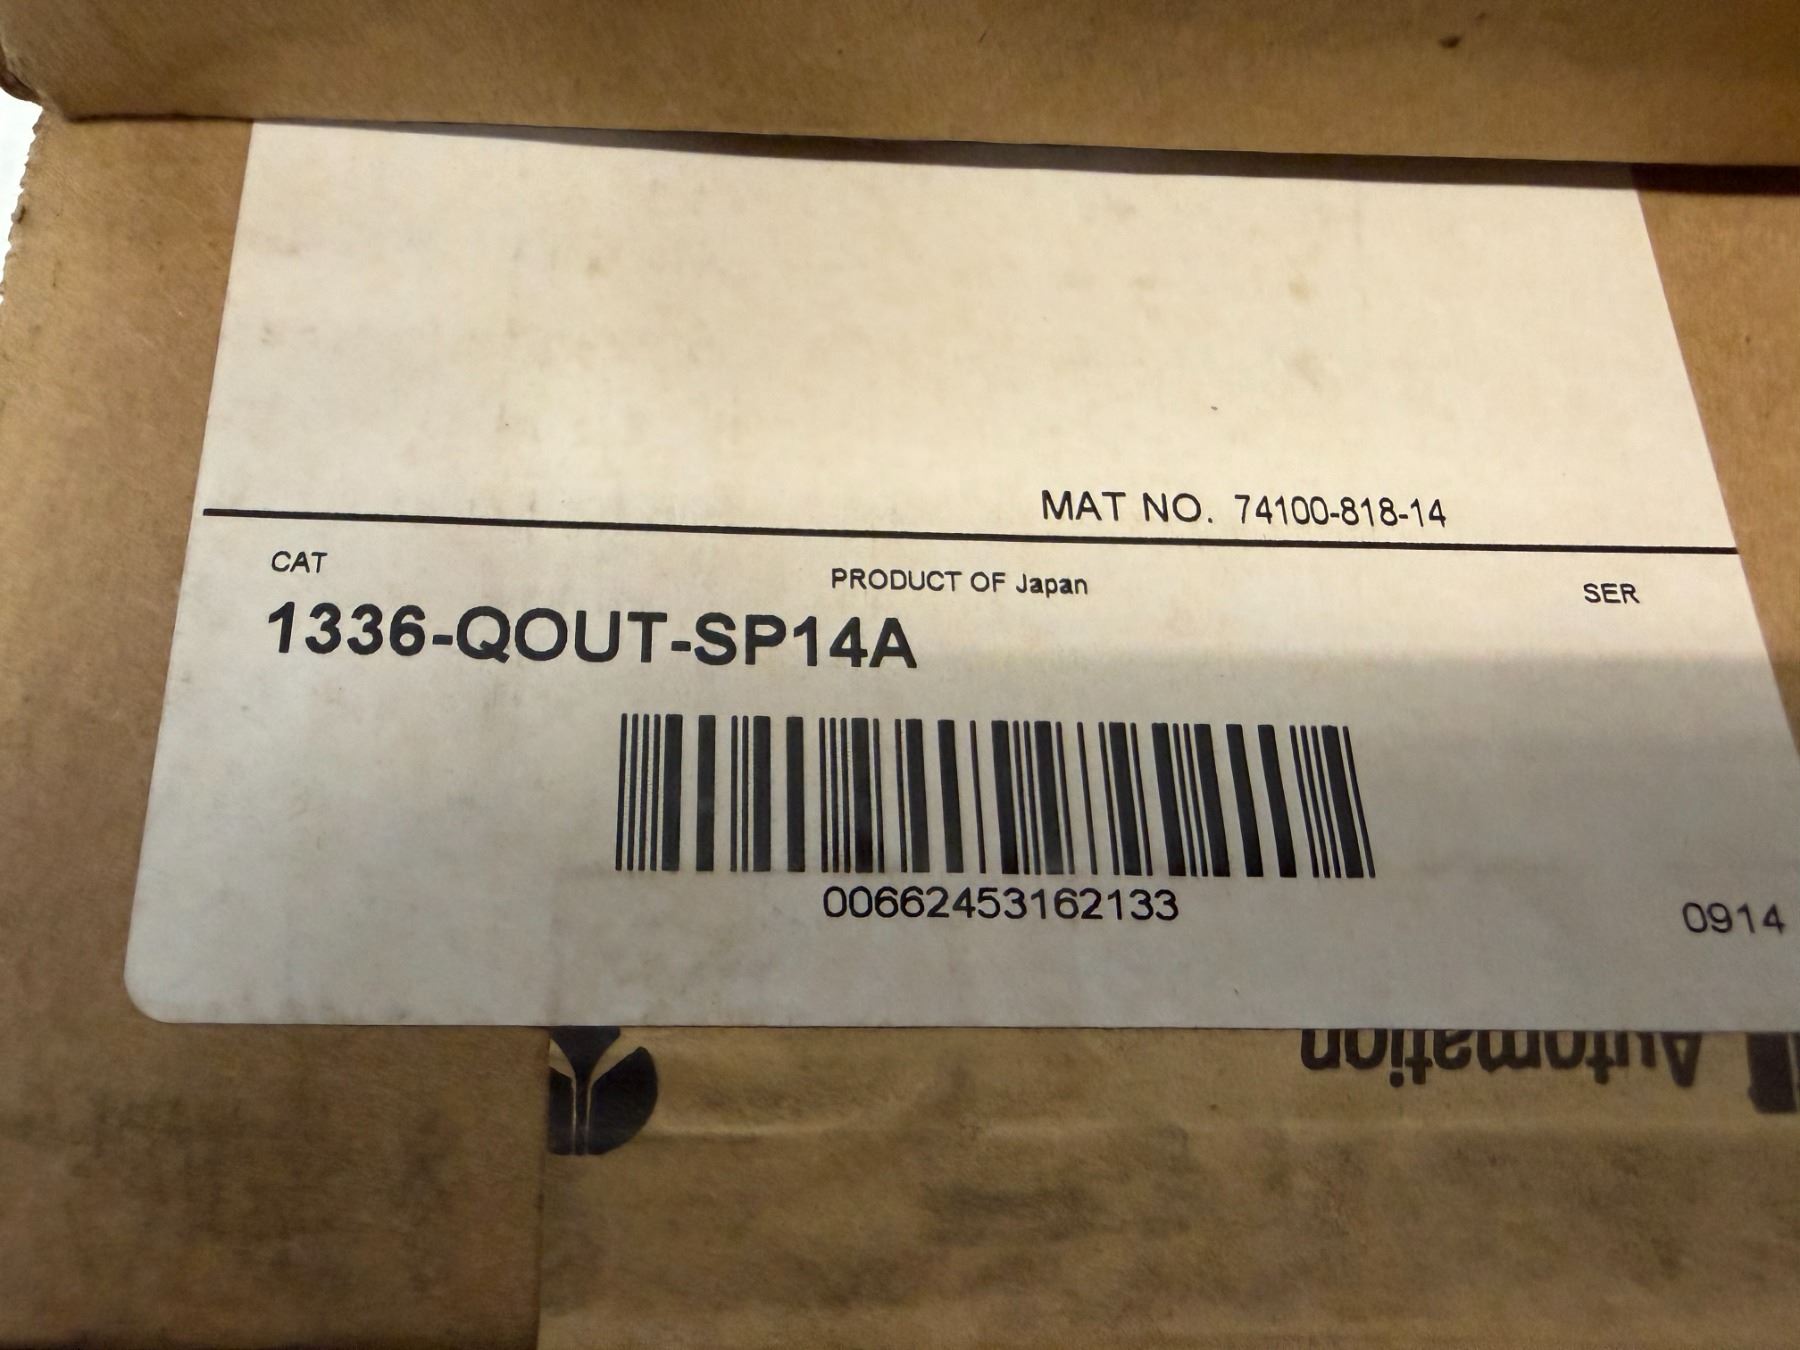 MAT NO. 74100-818-14
CAT
PRODUCT OF Japan
SER
1336-QOUT-SP14A
00662453162133
0914
Automation